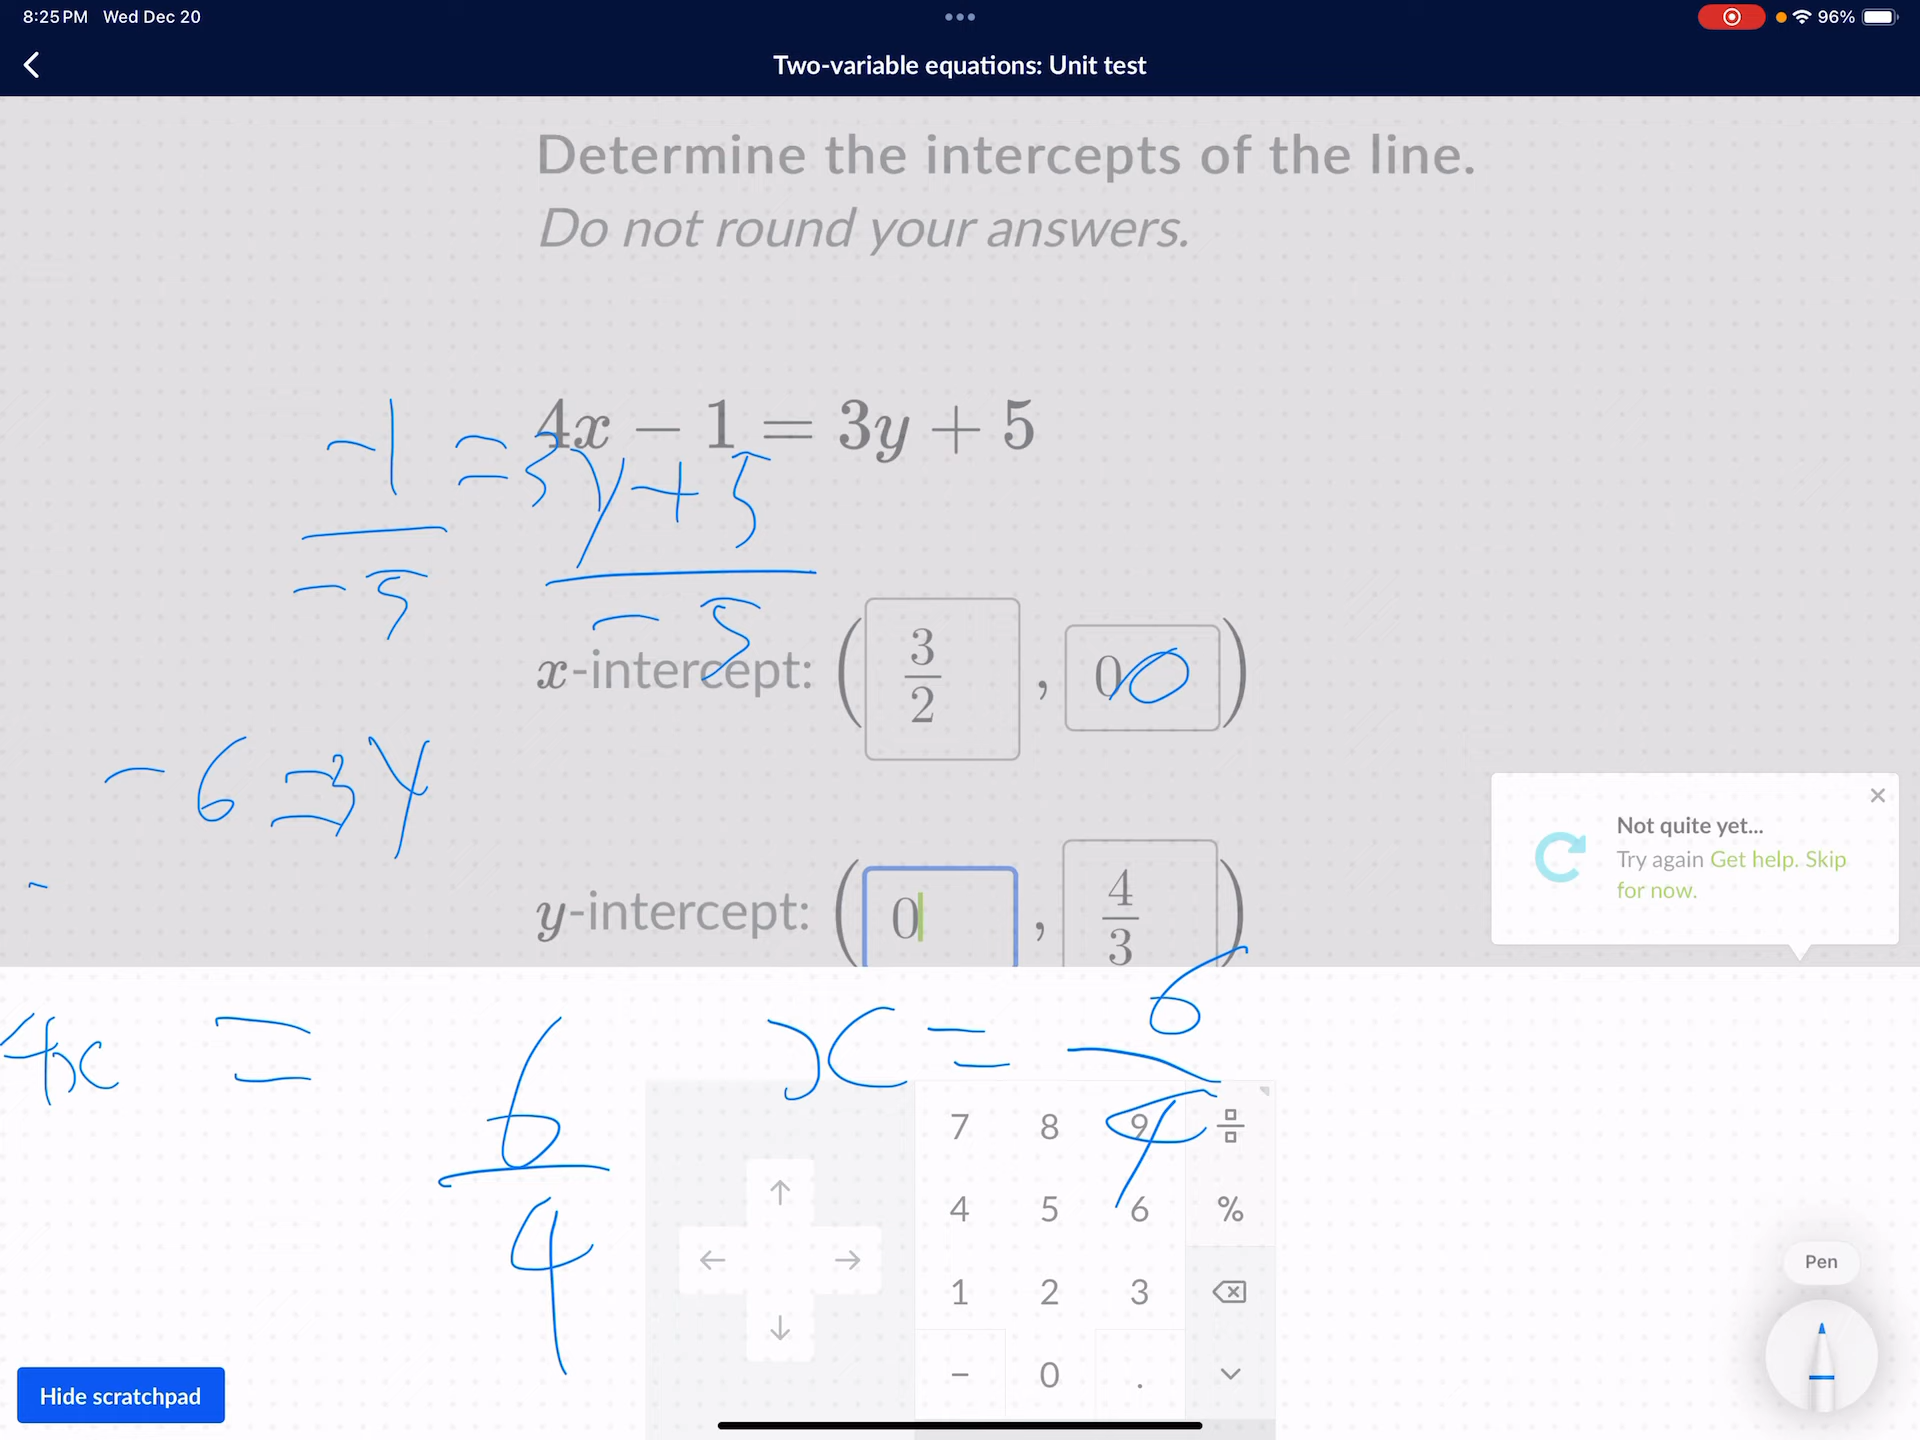 8:25 PM Wed Dec 20
96%
Two-variable equations: Unit test
Determine the intercepts of the line.
Do not round your answers.
4x − 1 = 3y + 5
−1 = 3y + 5
− 5 − 5
x-intercept: ( 3/2 , 0 0 )
− 6 = 3y
-
y-intercept: ( 0 , 4/3 )
Not quite yet...
Try again Get help. Skip
for now.
4x = 6/4 x = 6/4
7 8 9
4 5 6 %
1 2 3
− 0 .
Pen
Hide scratchpad